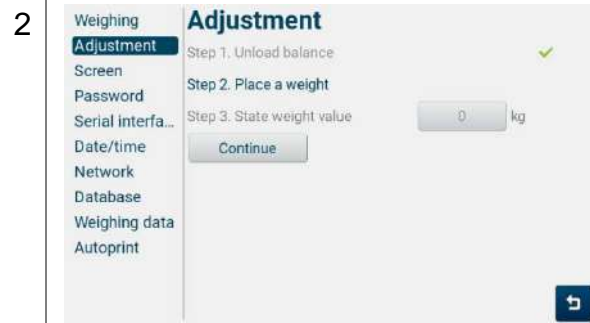 2
Weighing
Adjustment
Screen
Password
Serial interfa...
Date/time
Network
Database
Weighing data
Autoprint
Adjustment
Step 1. Unload balance
Step 2. Place a weight
Step 3. State weight value 0 kg
Continue